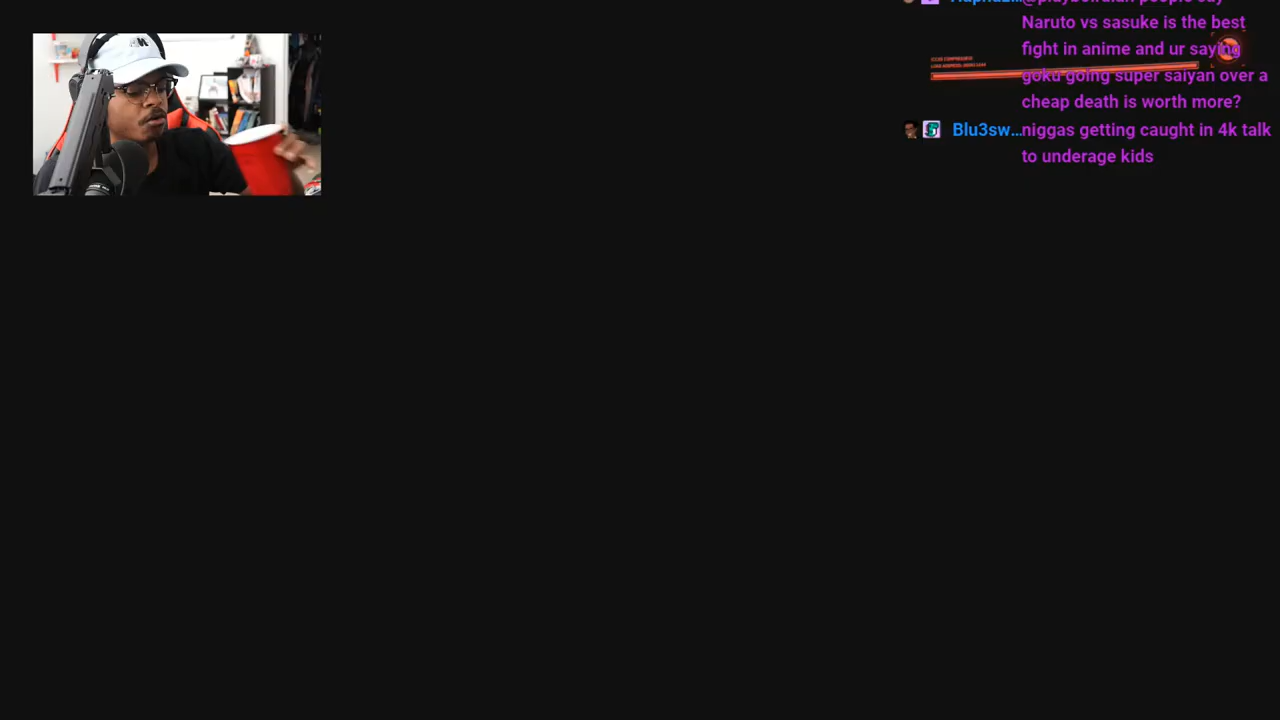 Naruto vs sasuke is the best
fight in anime and ur saying
goku going super saiyan over a
cheap death is worth more?
Blu3sw...niggas getting caught in 4k talk
to underage kids